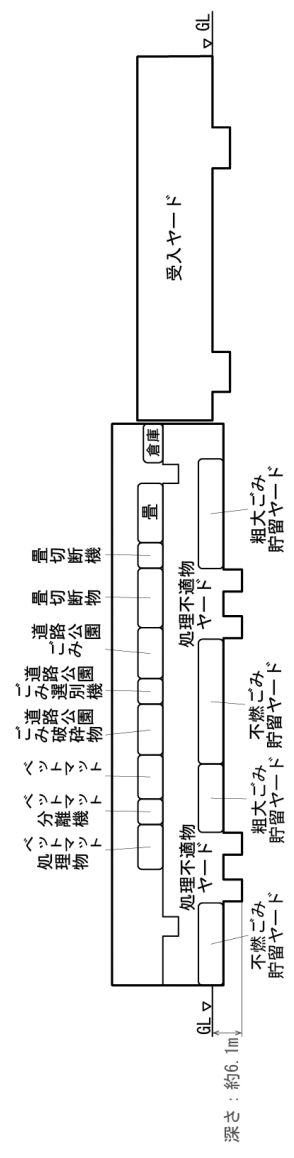 GL
受入ヤード
倉庫
畳
畳切断機
畳切断物
道路公園
ごみ
道路公園
ごみ選別機
道路公園
ごみ破砕物
ベットマット
ベットマット
分離機
ベットマット
処理物
処理不適物
ヤード
処理不適物
ヤード
粗大ごみ
貯留ヤード
不燃ごみ
貯留ヤード
粗大ごみ
貯留ヤード
不燃ごみ
貯留ヤード
GL
深さ：約6.1m